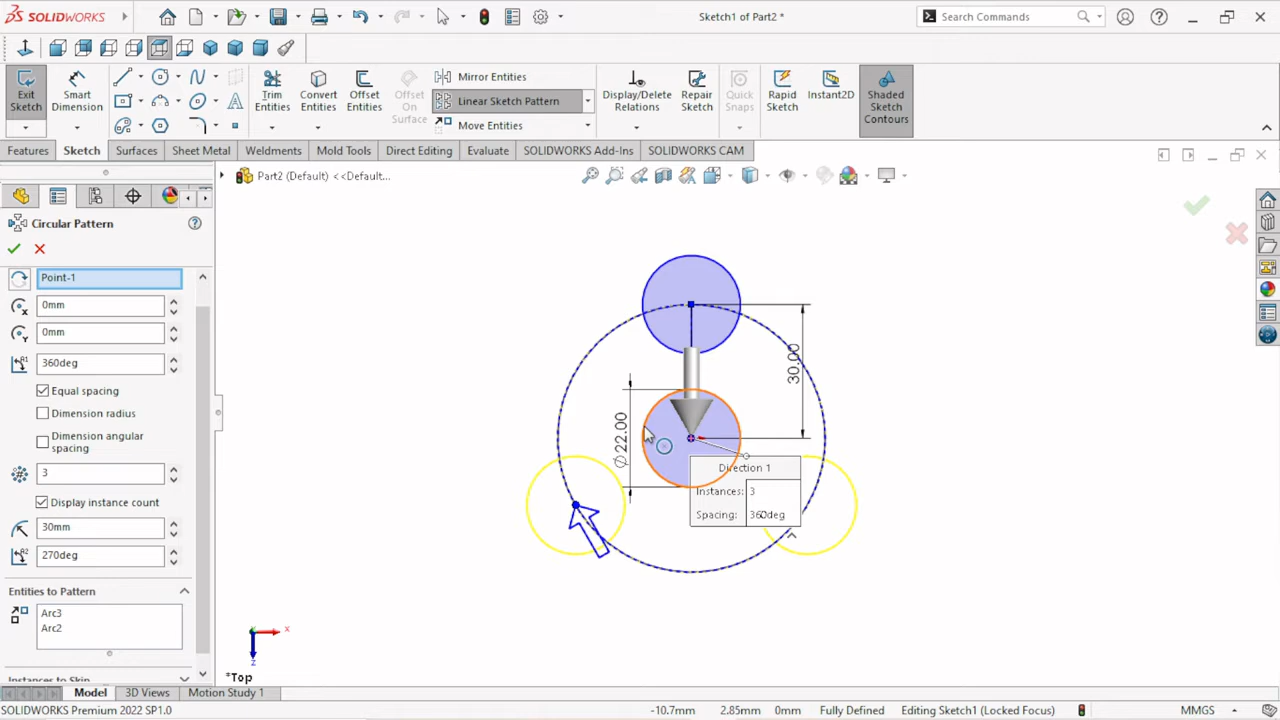 SOLIDWORKS
Sketch1 of Part2 *
Search Commands
Exit Sketch
Smart Dimension
Trim Entities
Convert Entities
Offset Entities
Offset On Surface
Mirror Entities
Linear Sketch Pattern
Move Entities
Display/Delete Relations
Repair Sketch
Quick Snaps
Rapid Sketch
Instant2D
Shaded Sketch Contours
Features
Sketch
Surfaces
Sheet Metal
Weldments
Mold Tools
Direct Editing
Evaluate
SOLIDWORKS Add-Ins
SOLIDWORKS CAM
Part2 (Default) <<Default...
Circular Pattern
Point-1
0mm
0mm
360deg
Equal spacing
Dimension radius
Dimension angular
spacing
3
Display instance count
30mm
270deg
Entities to Pattern
Arc3
Arc2
Instances to Skip
30.00
∅22.00
Direction 1
Instances: 3
Spacing: 360deg
x
z
*Top
Model
3D Views
Motion Study 1
SOLIDWORKS Premium 2022 SP1.0
-10.7mm
2.85mm
0mm
Fully Defined
Editing Sketch1 (Locked Focus)
MMGS